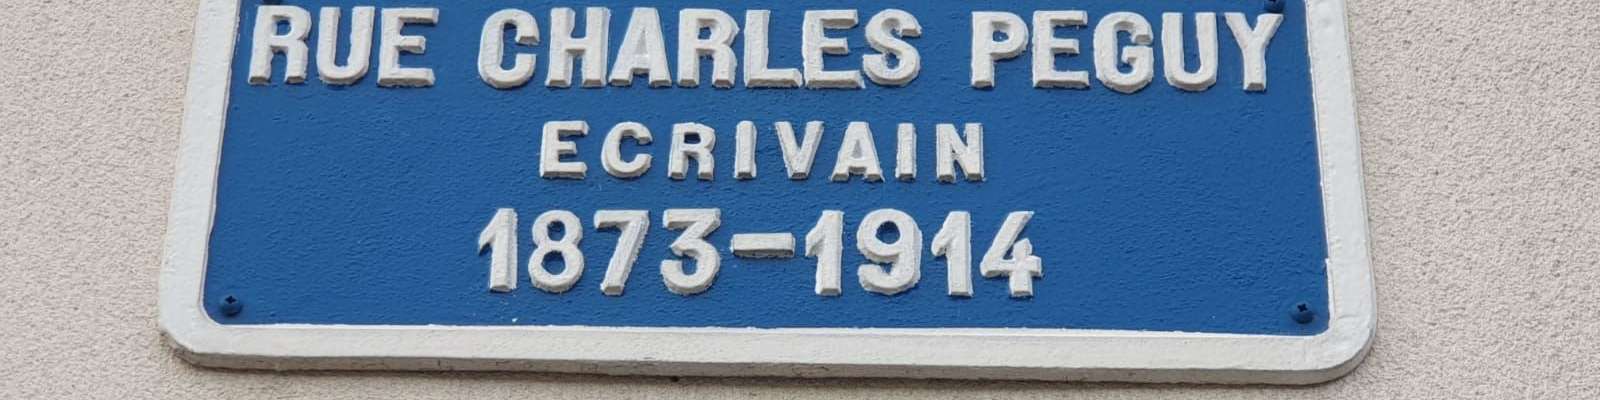 RUE CHARLES PEGUY
ECRIVAIN
1873-1914